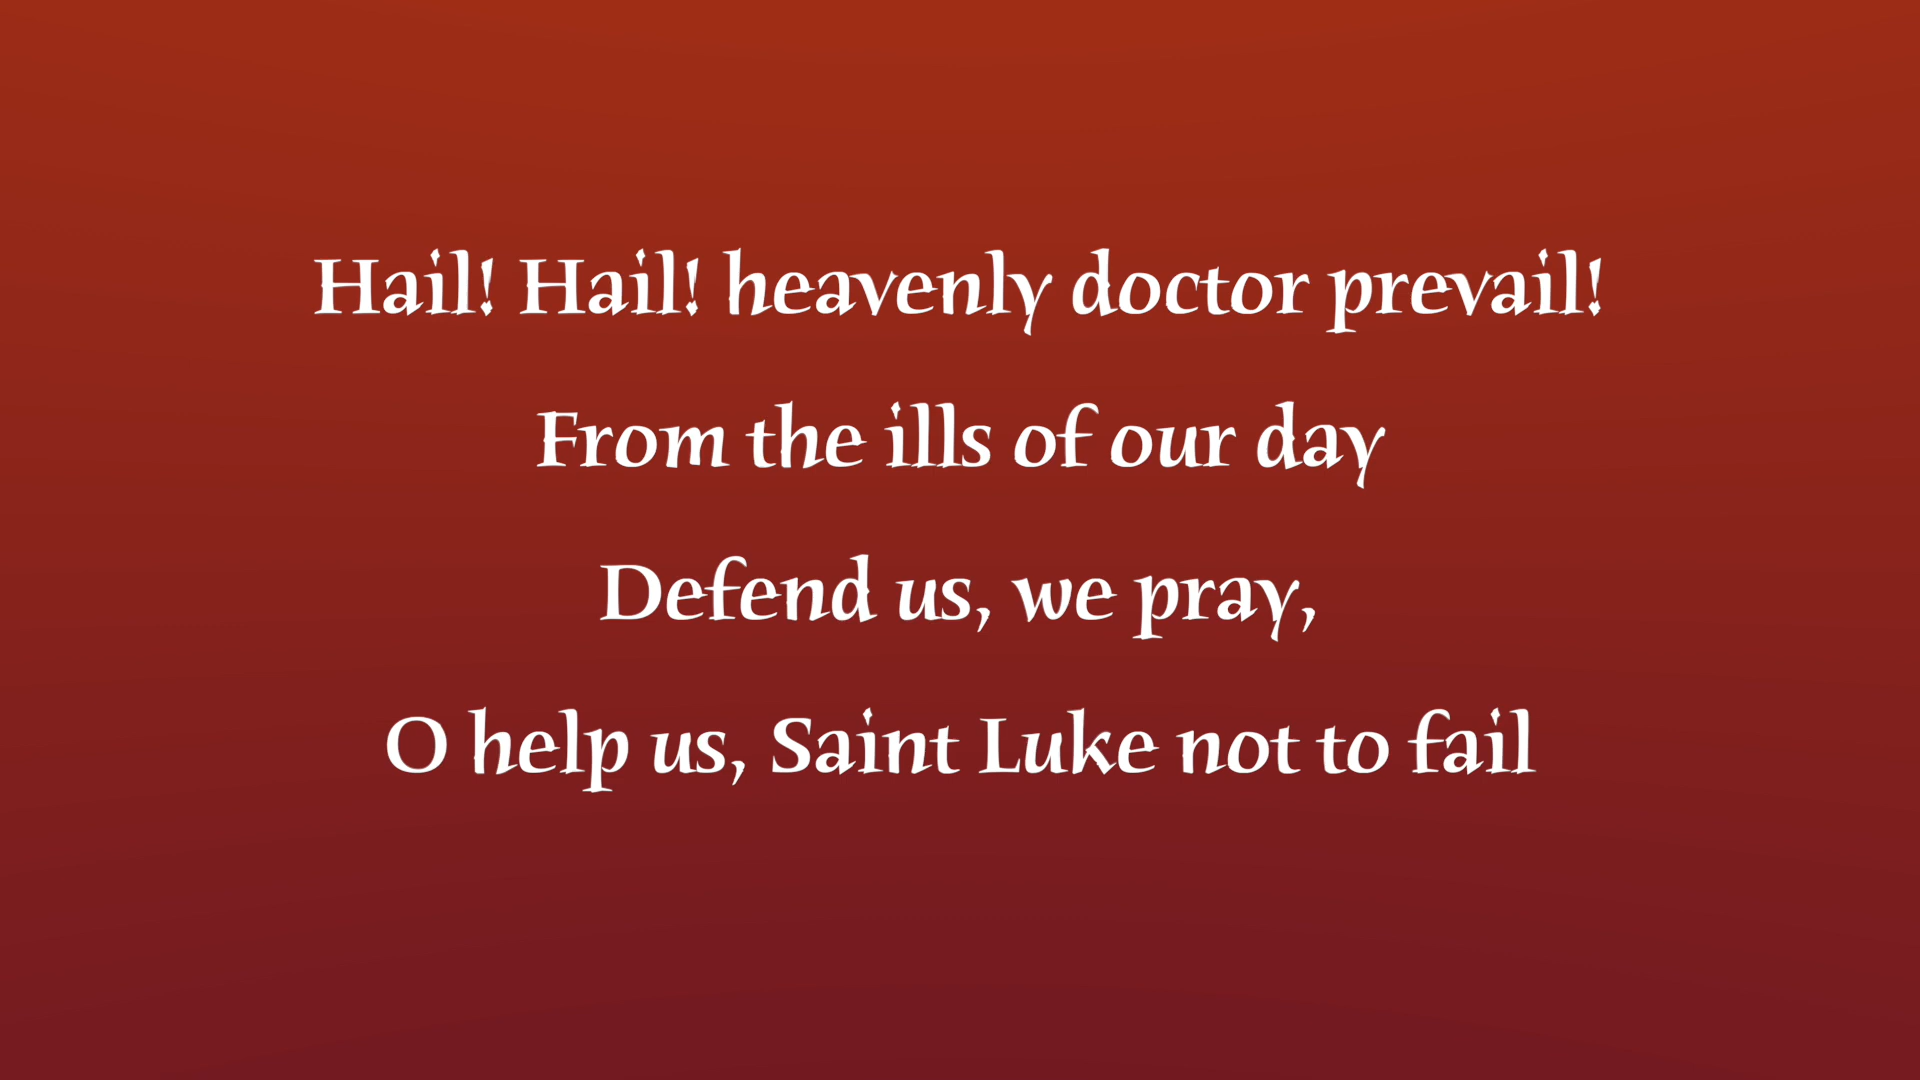 Hail! Hail! heavenly doctor prevail!
From the ills of our day
Defend us, we pray,
O help us, Saint Luke not to fail